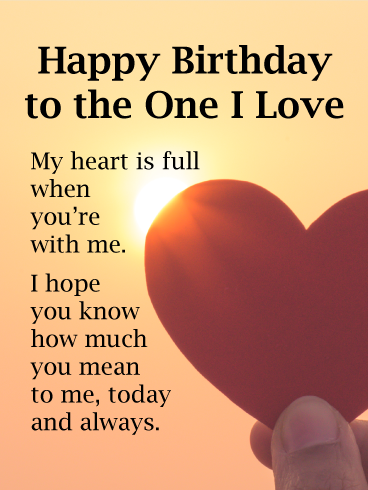 Happy Birthday
to the One I Love
My heart is full
when
you're
with me.
I hope
you know
how much
you mean
to me, today
and always.